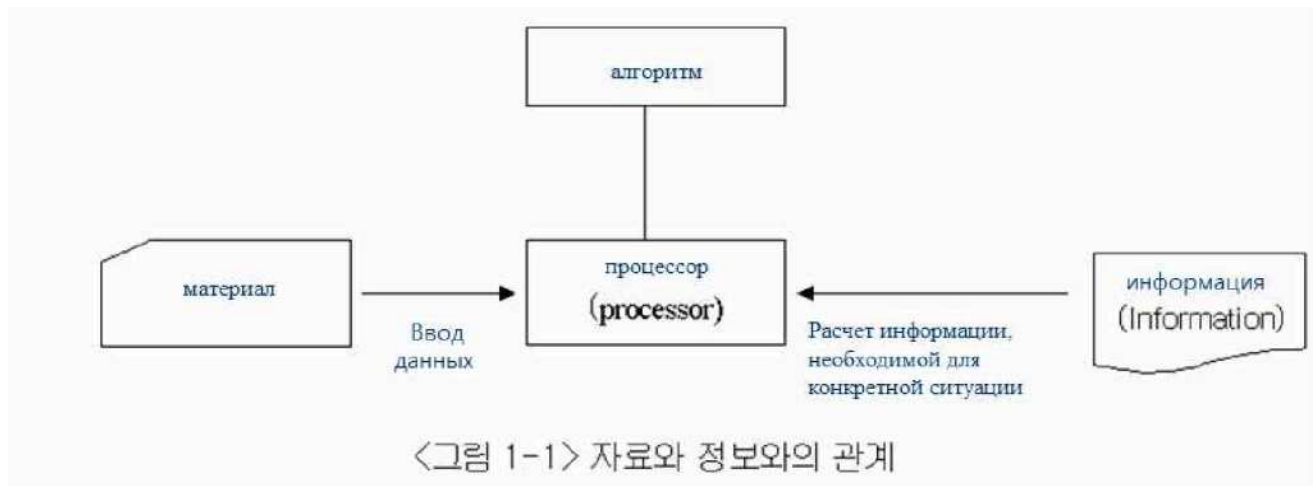 алгоритм
материал
Ввод
данных
процессор
(processor)
Расчет информации,
необходимой для
конкретной ситуации
информация
(Information)
<그림 1-1> 자료와 정보와의 관계